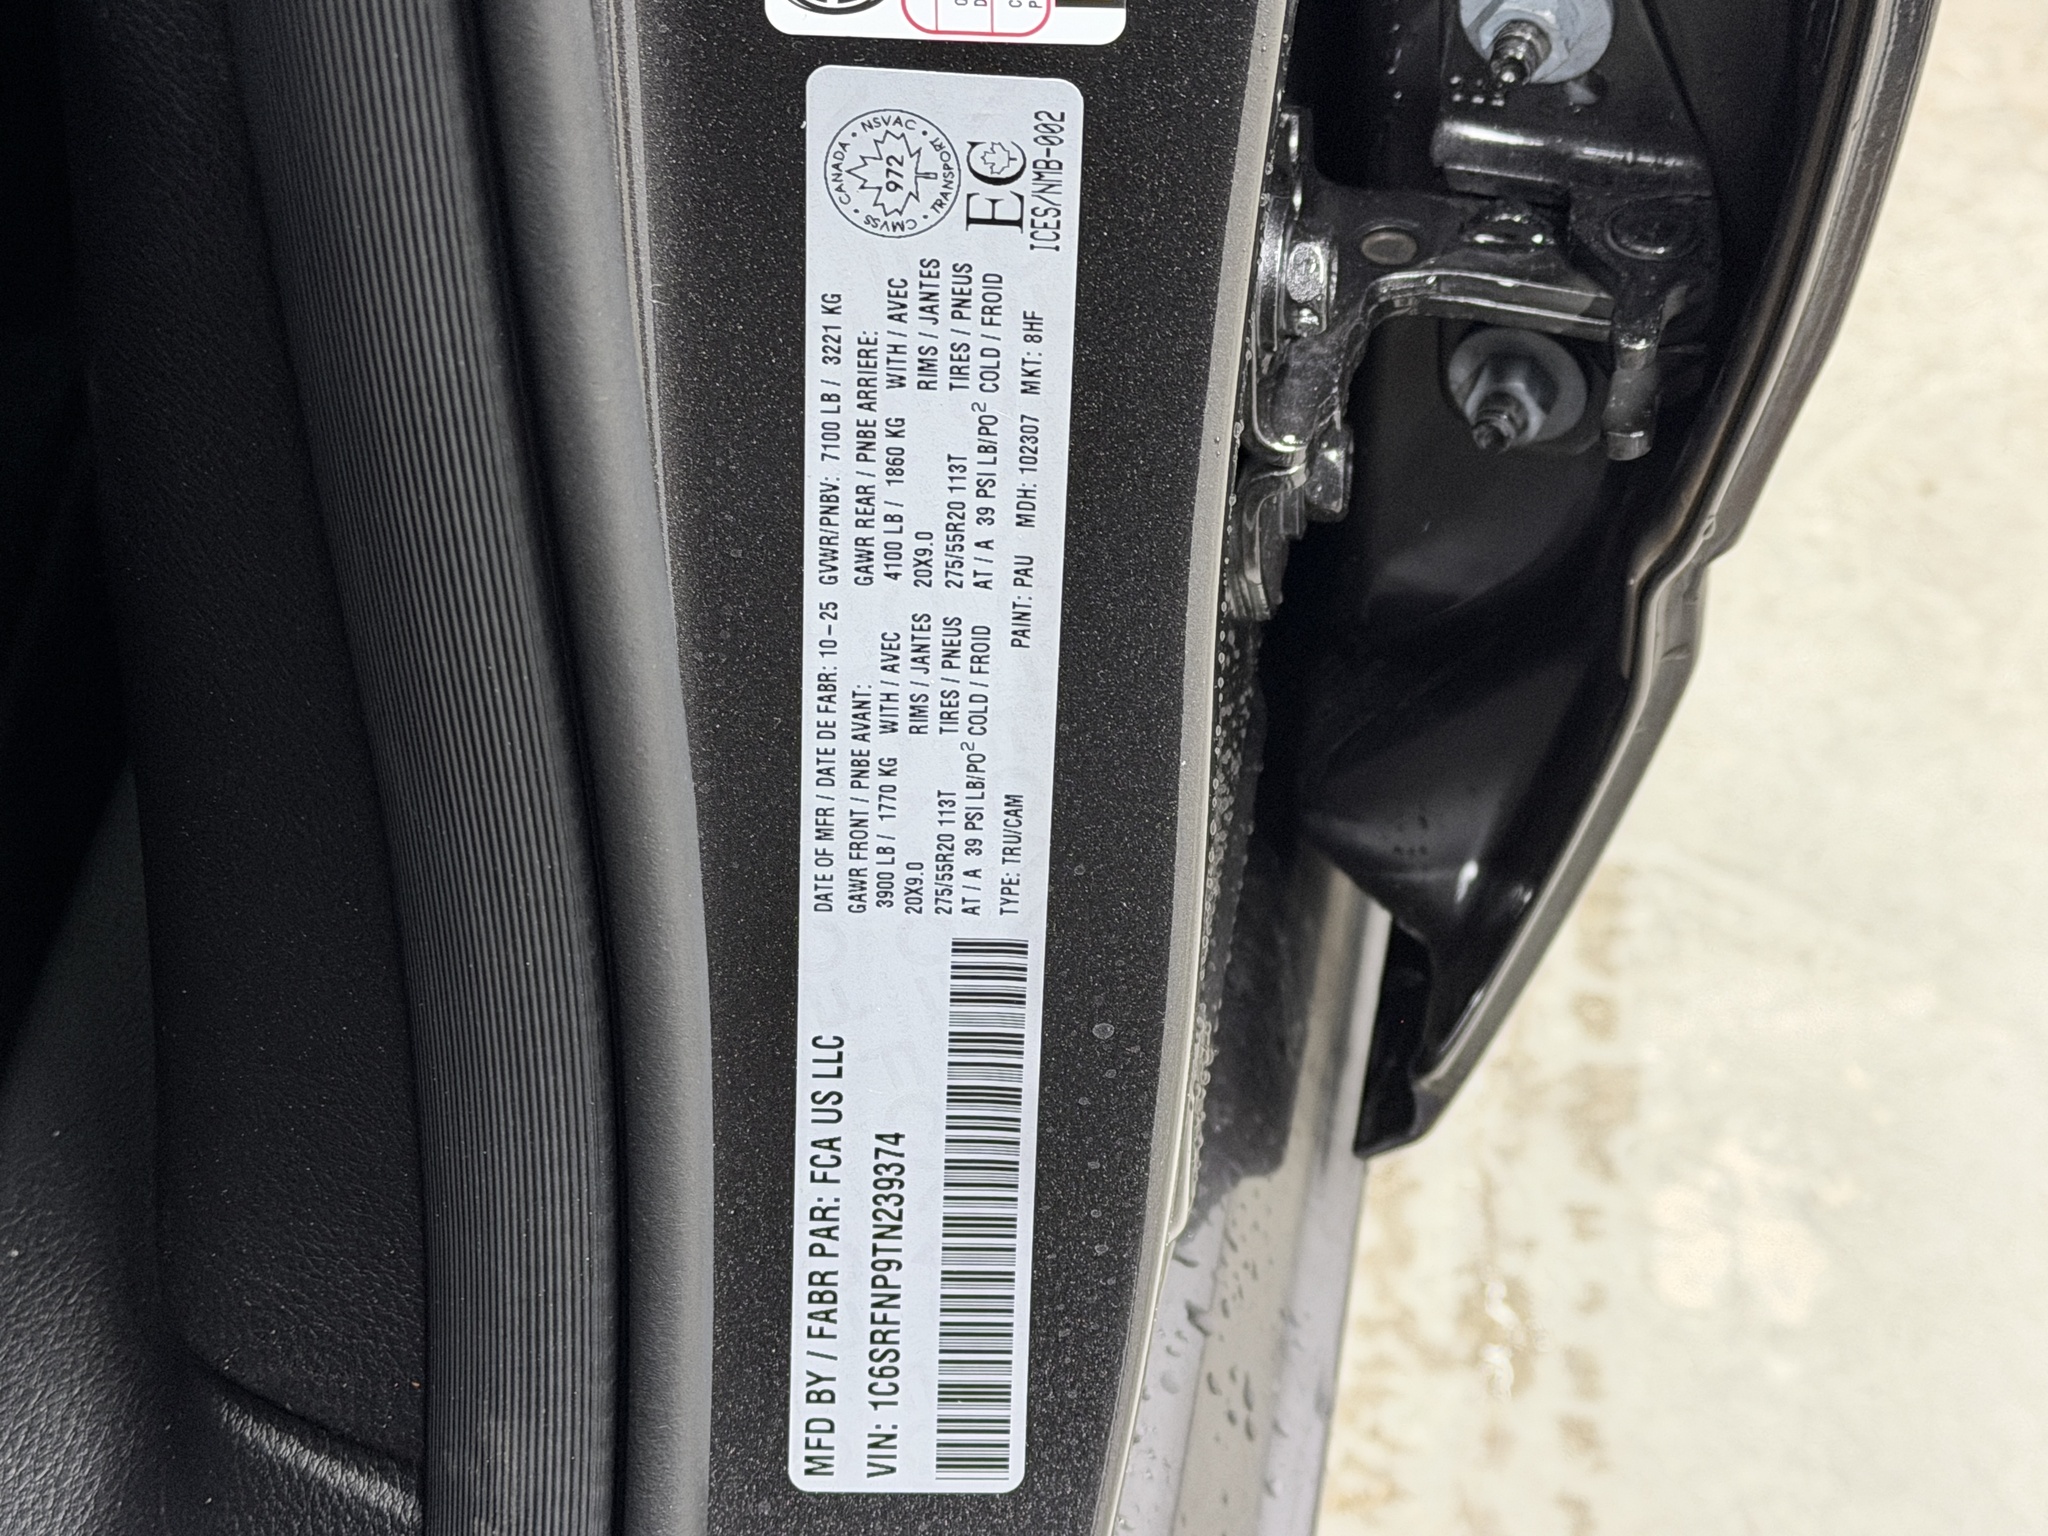 MFD BY / FABR PAR: FCA US LLC
VIN: 1C6SRFNP9TN239374
DATE OF MFR / DATE DE FABR: 10-25 GVWR/PNBV: 7100 LB / 3221 KG
GAWR FRONT / PNBE AVANT: GAWR REAR / PNBE ARRIERE:
3900 LB / 1770 KG WITH / AVEC 4100 LB / 1860 KG WITH / AVEC
20X9.0 RIMS / JANTES 20X9.0 RIMS / JANTES
275/55R20 113T TIRES / PNEUS 275/55R20 113T TIRES / PNEUS
AT / A 39 PSI LB/PO² COLD / FROID AT / A 39 PSI LB/PO² COLD / FROID
TYPE: TRU/CAM PAINT: PAU MDH: 102307 MKT: 8HF
CANADA • NSVAC • TRANSPORT • CMVSS
972
EC
ICES/NMB-002